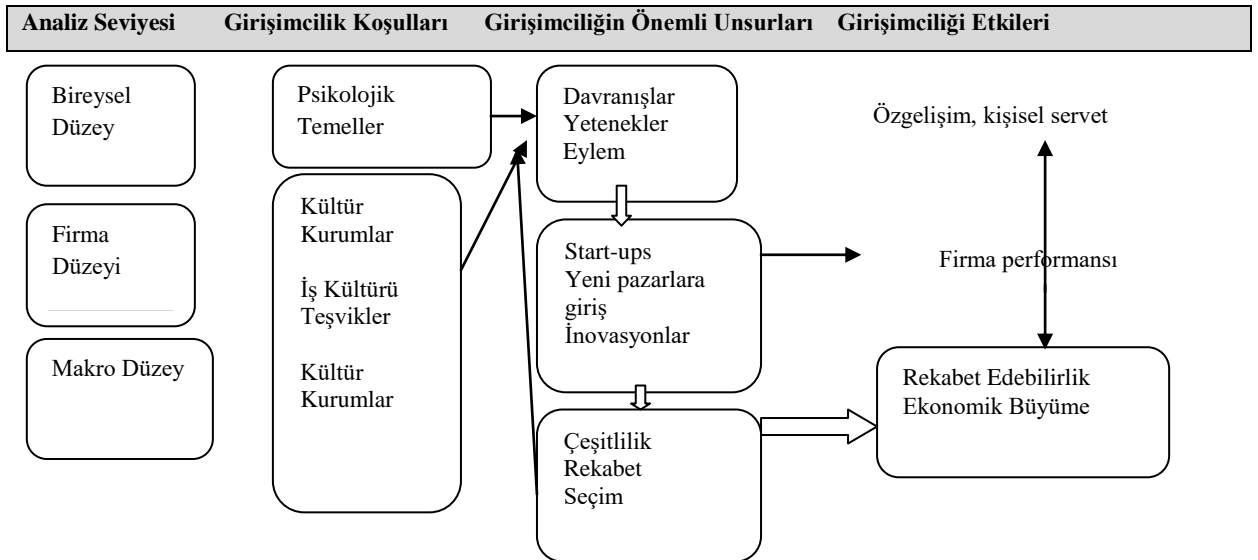 Analiz Seviyesi Girişimcilik Koşulları Girişimciliğin Önemli Unsurları Girişimciliği Etkileri
Bireysel
Düzey
Firma
Düzeyi
Makro Düzey
Psikolojik
Temeller
Kültür
Kurumlar
İş Kültürü
Teşvikler
Kültür
Kurumlar
Davranışlar
Yetenekler
Eylem
Start-ups
Yeni pazarlara
giriş
İnovasyonlar
Çeşitlilik
Rekabet
Seçim
Özgelişim, kişisel servet
Firma performansı
Rekabet Edebilirlik
Ekonomik Büyüme